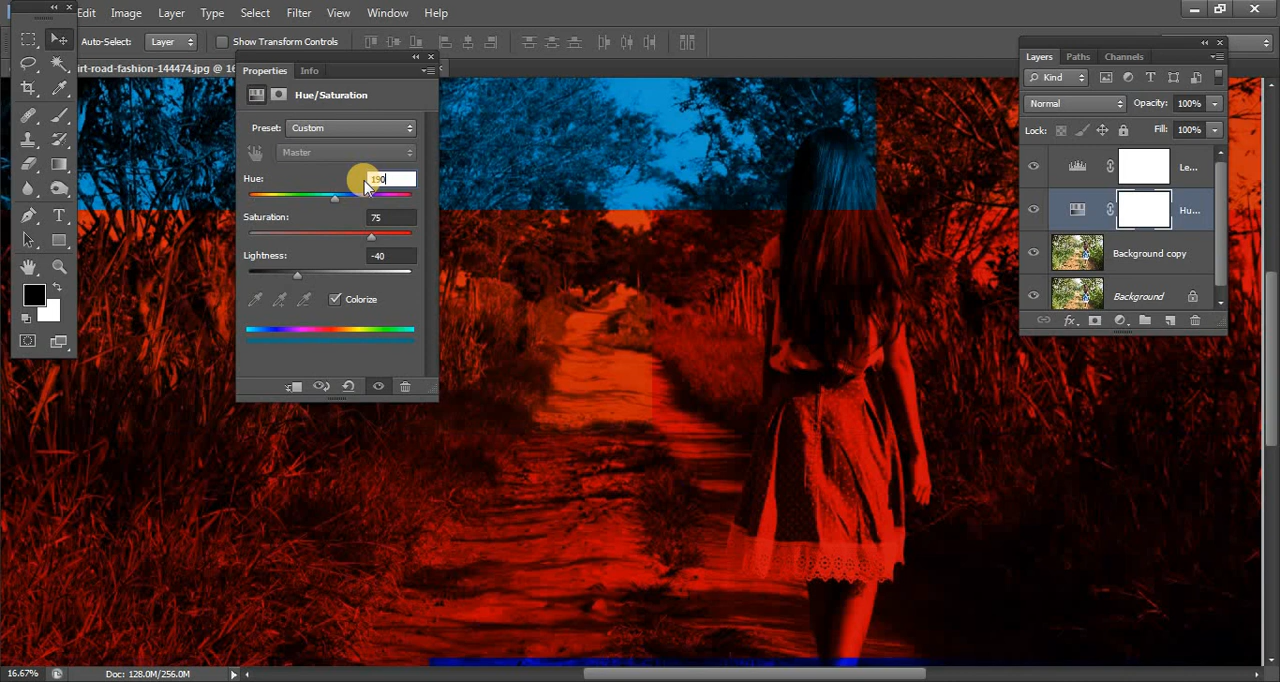 Edit Image Layer Type Select Filter View Window Help
Auto-Select: Layer Show Transform Controls
irt-road-fashion-144474.jpg @ 16
Properties Info
Hue/Saturation
Preset: Custom
Master
Hue: 190
Saturation: 75
Lightness: -40
Colorize
Layers Paths Channels
Kind
Normal Opacity: 100%
Lock: Fill: 100%
Le...
Hu...
Background copy
Background
16.67% Doc: 128.0M/256.0M